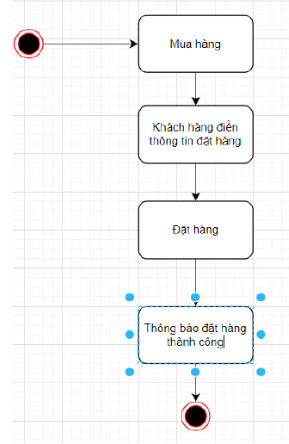 Mua hàng
Khách hàng điền
thông tin đặt hàng
Đặt hàng
Thông báo đặt hàng
thành công